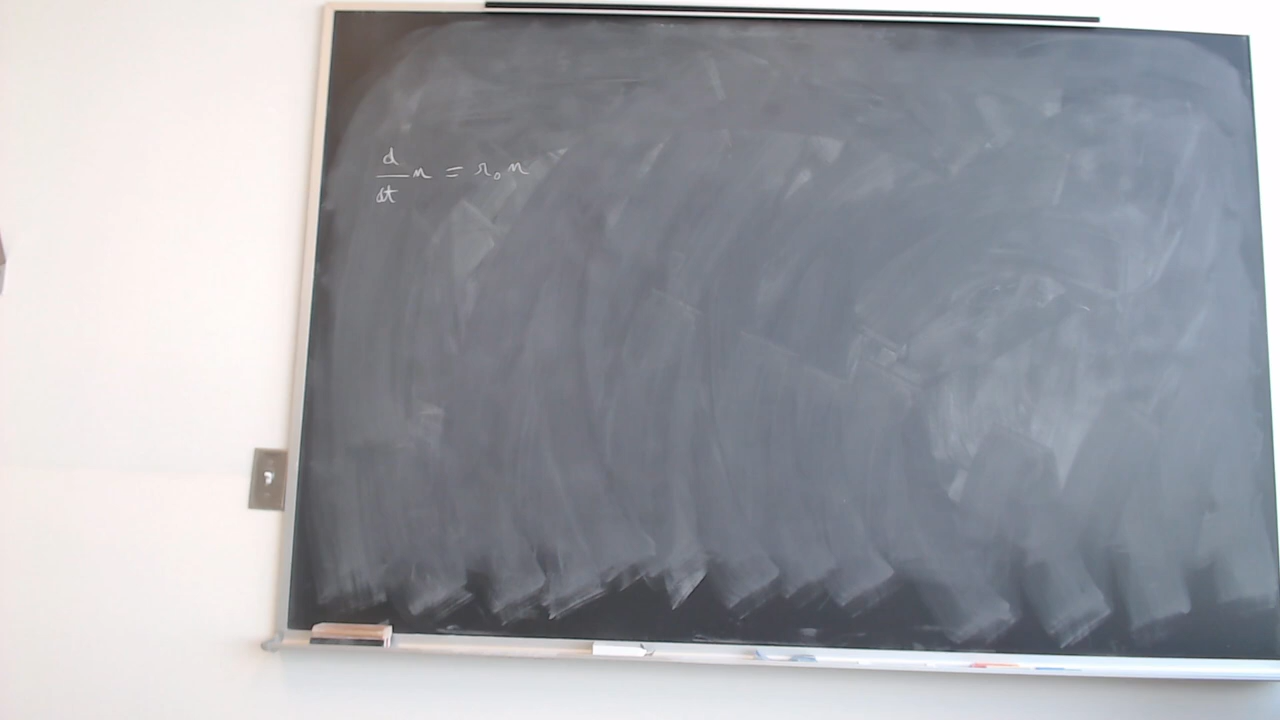 d/dt n = r₀ n